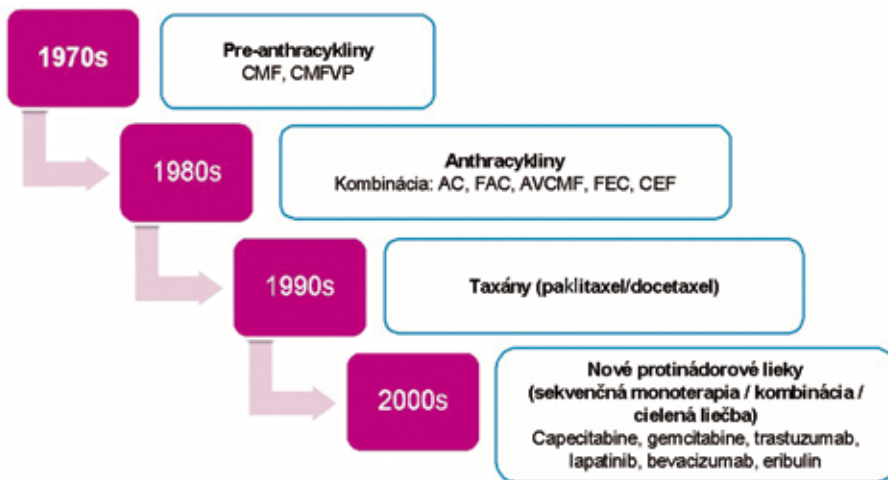 1970s
Pre-anthracykliny
CMF, CMFVP
1980s
Anthracykliny
Kombinácia: AC, FAC, AVCMF, FEC, CEF
1990s
Taxány (paklitaxel/docetaxel)
2000s
Nové protinádorové lieky
(sekvenčná monoterapia / kombinácia /
cielená liečba)
Capecitabine, gemcitabine, trastuzumab,
lapatinib, bevacizumab, eribulin